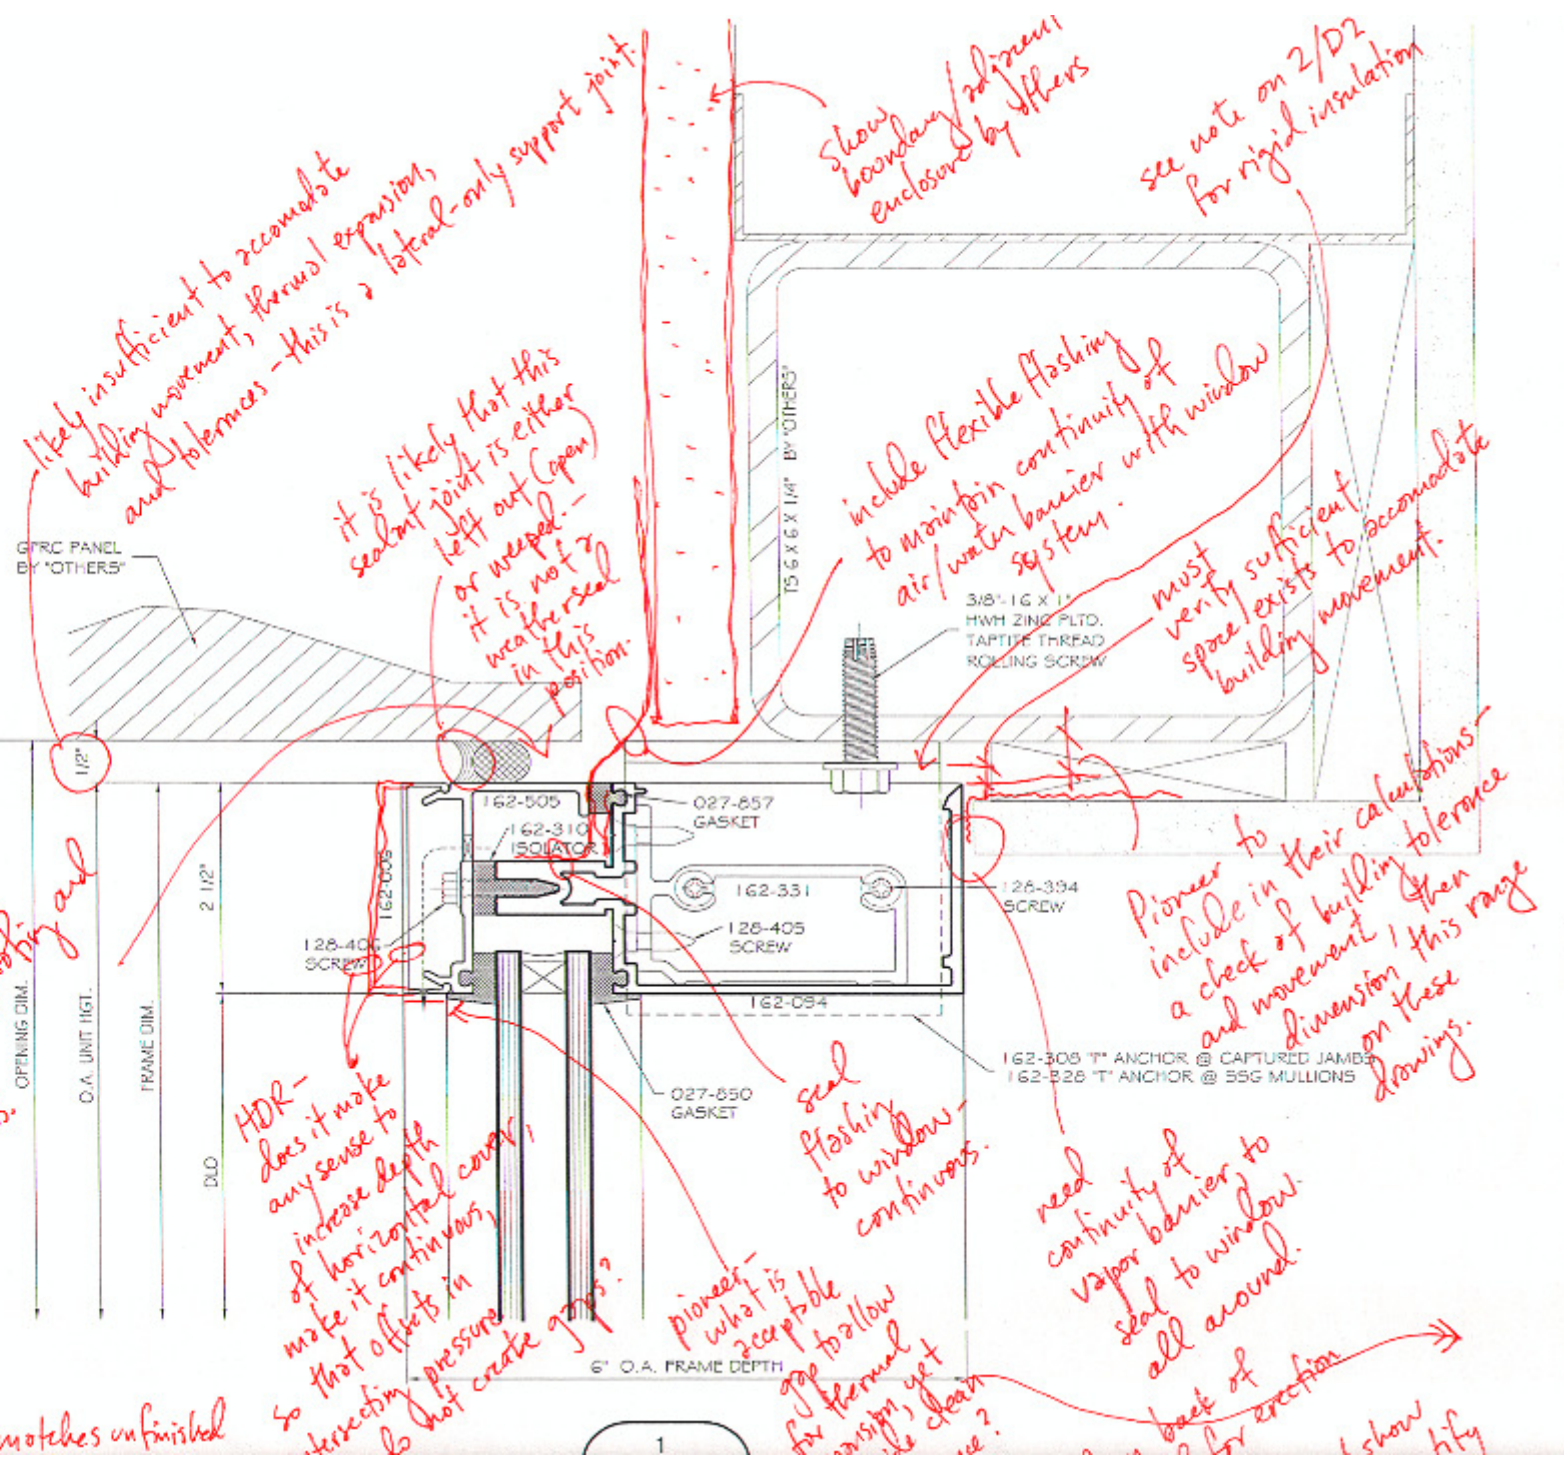 likely insufficient to accomodate
building movement, thermal expansion,
and tolerances - this is a lateral-only support joint.
show
boundary/adjacent
enclosure by others
see note on 2/D2
for rigid insulation
it is likely that this
sealant joint is either
left out (open)
or weeped -
it is not a
weatherseal
in this
position.
include flexible flashing
to maintain continuity of
air/water barrier with window
system.
must
verify sufficient
space exists to accomodate
building movement.
GFRC PANEL
BY "OTHERS"
TS 6 X 6 X 1/4" BY "OTHERS"
3/8"-16 X 1"
HWH ZINC PLTD.
TAPTITE THREAD
ROLLING SCREW
1/2"
162-505
162-310
ISOLATOR
027-857
GASKET
162-006
162-331
128-394
SCREW
128-406
SCREW
128-405
SCREW
162-094
2 1/2"
OPENING DIM.
O.A. UNIT HGT.
FRAME DIM.
DLO
and
Pioneer to
include in their calculations -
a check of building tolerance
and movement, then
dimension this range
on these
drawings.
162-308 "F" ANCHOR @ CAPTURED JAMBS
162-328 "T" ANCHOR @ SSG MULLIONS
027-850
GASKET
HDR -
does it make
any sense to
increase depth
of horizontal cover,
make it continuous,
so that offsets in
pressure
not create gaps?
seal
flashing
to window -
continuous.
need
continuity of
vapor barrier to
seal to window.
all around.
pioneer -
what is
acceptable
gap to allow
for thermal
yet
clean
6" O.A. FRAME DEPTH
back of
for erection
matches unfinished
show
1